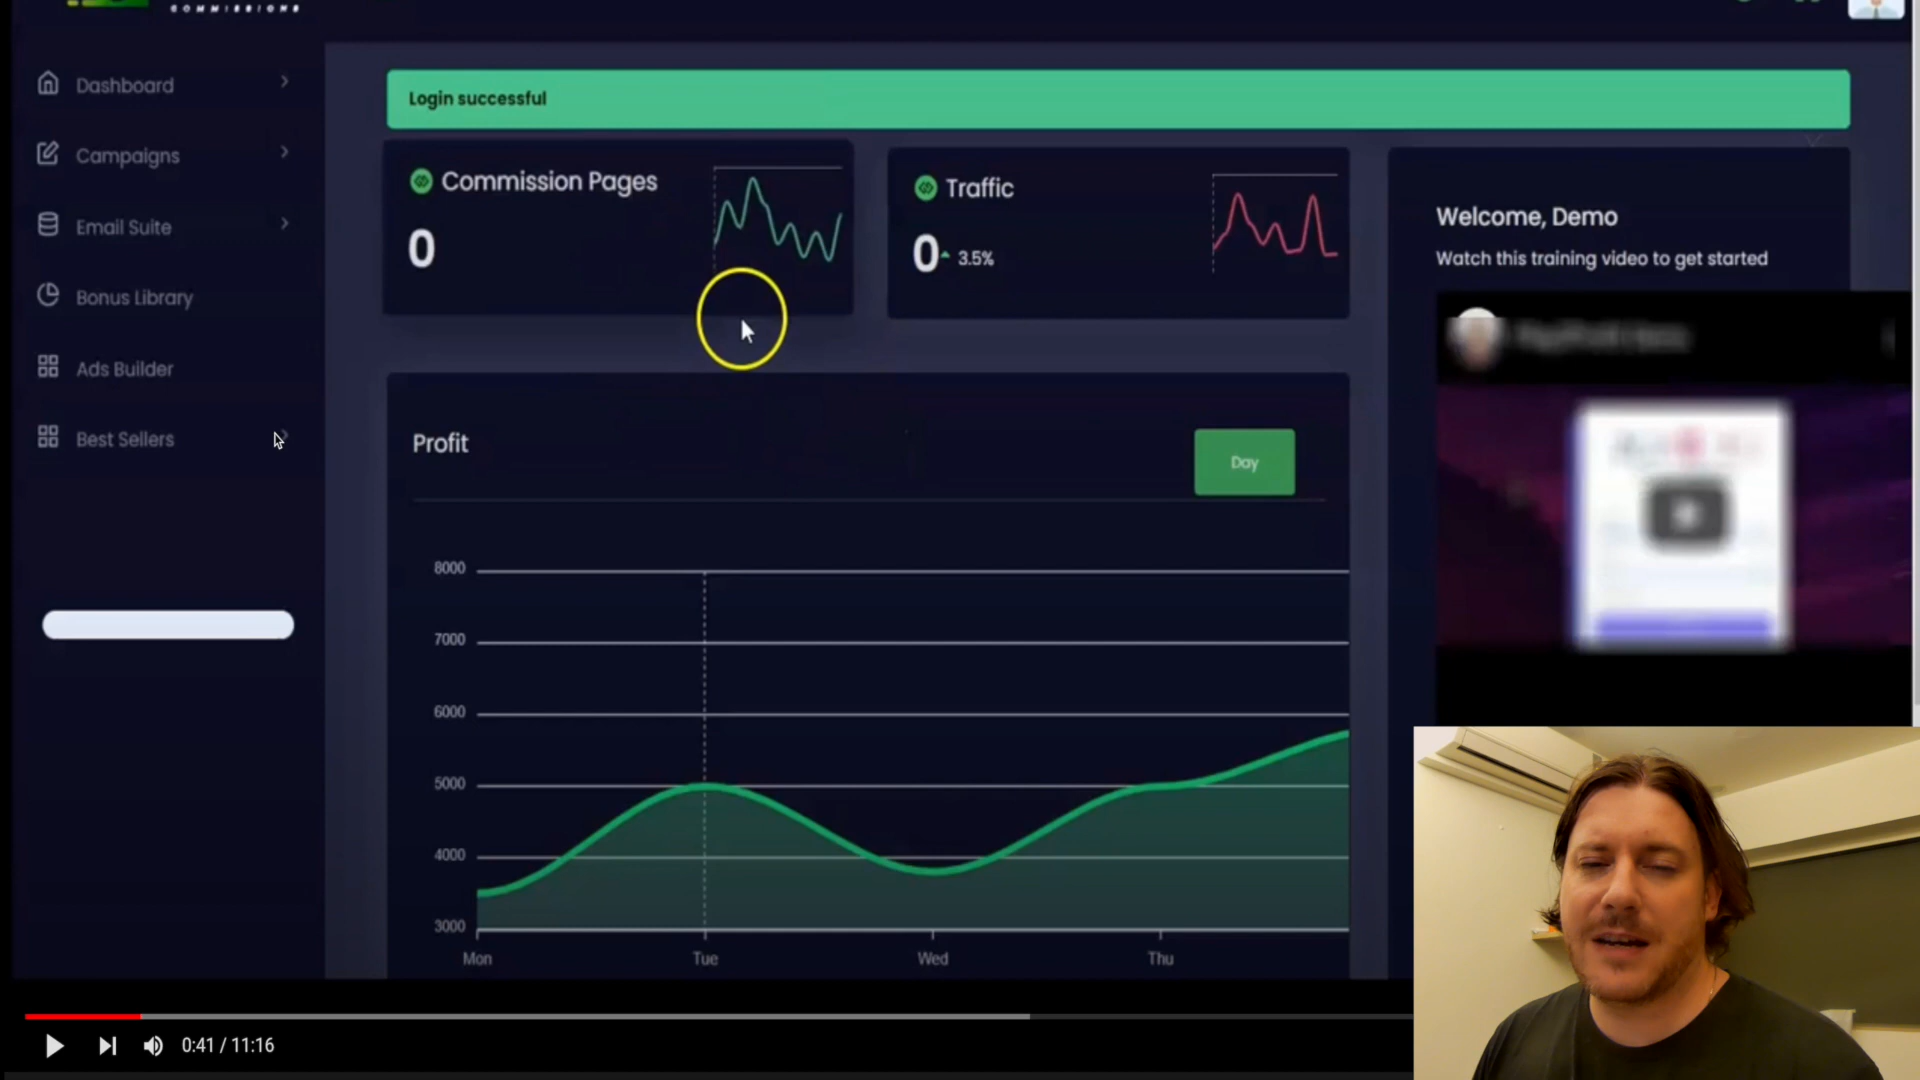 COMMISSIONS
Dashboard
Campaigns
Email Suite
Bonus Library
Ads Builder
Best Sellers
Login successful
Commission Pages
0
Traffic
0 3.5%
Welcome, Demo
Watch this training video to get started
Profit
Day
8000
7000
6000
5000
4000
3000
Mon Tue Wed Thu
0:41 / 11:16